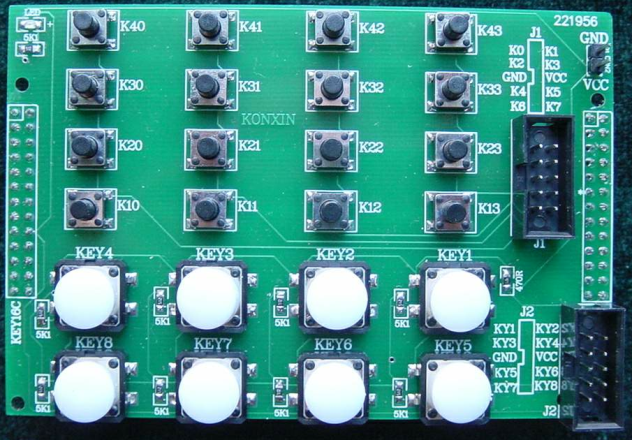 LED
5K1
K40
K41
K42
K43
221956
J1
GND
K0 K1
K2 K3
GND VCC
K4 K5
K6 K7
VCC
K30
K31
K32
K33
KONXIN
K20
K21
K22
K23
K10
K11
K12
K13
J1
KEY16C
KEY4
KEY3
KEY2
KEY1
470R
5K1
5K1
5K1
5K1
J2
KY1 KY2
KY3 KY4
GND VCC
KY5 KY6
KY7 KY8
KEY8
KEY7
KEY6
KEY5
5K1
5K1
5K1
5K1
J2